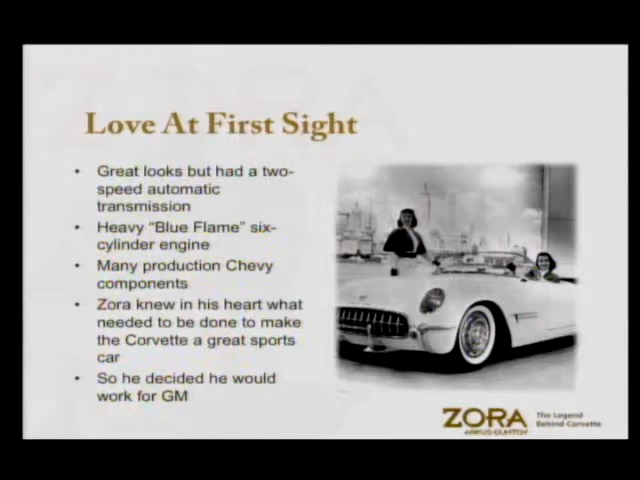 Love At First Sight
• Great looks but had a two-
speed automatic
transmission
• Heavy “Blue Flame” six-
cylinder engine
• Many production Chevy
components
• Zora knew in his heart what
needed to be done to make
the Corvette a great sports
car
• So he decided he would
work for GM
ZORA
ARKUS-DUNTOV
The Legend
Behind Corvette